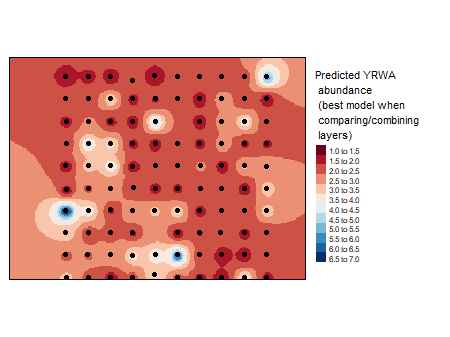 Predicted YRWA
abundance
(best model when
comparing/combining
layers)
1.0 to 1.5
1.5 to 2.0
2.0 to 2.5
2.5 to 3.0
3.0 to 3.5
3.5 to 4.0
4.0 to 4.5
4.5 to 5.0
5.0 to 5.5
5.5 to 6.0
6.0 to 6.5
6.5 to 7.0